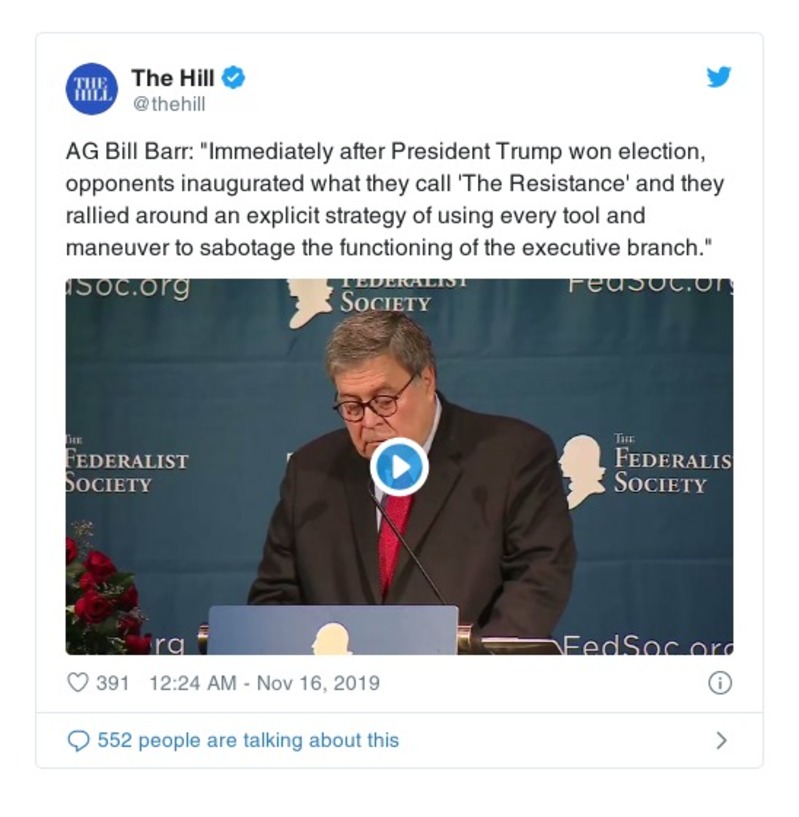 THE
HILL
The Hill
@thehill
AG Bill Barr: "Immediately after President Trump won election,
opponents inaugurated what they call 'The Resistance' and they
rallied around an explicit strategy of using every tool and
maneuver to sabotage the functioning of the executive branch."
dSoc.org
FEDERALIST
SOCIETY
FedSoc.org
THE
FEDERALIST
SOCIETY
THE
FEDERALIS
SOCIETY
rg
FedSoc.org
391 12:24 AM - Nov 16, 2019
552 people are talking about this